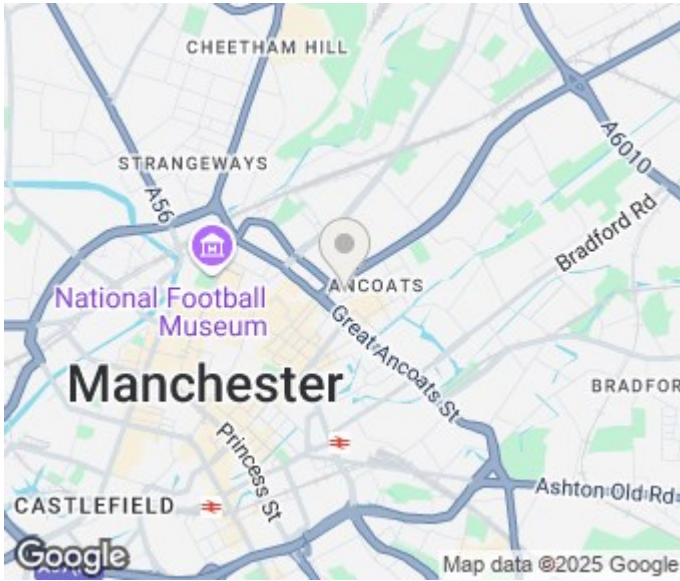 CHEETHAM HILL
STRANGEWAYS
A56
A6010
Bradford Rd
National Football
Museum
ANCOATS
Great Ancoats St
Manchester
BRADFOR
Princess St
CASTLEFIELD
Ashton Old Rd
Google
Map data ©2025 Google